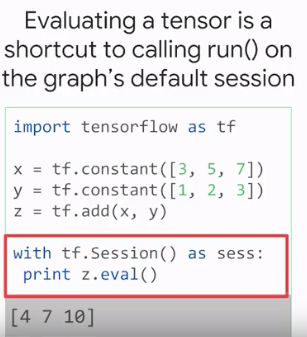 Evaluating a tensor is a
shortcut to calling run() on
the graph's default session
import tensorflow as tf
x = tf.constant([3, 5, 7])
y = tf.constant([1, 2, 3])
z = tf.add(x, y)
with tf.Session() as sess:
 print z.eval()
[4 7 10]